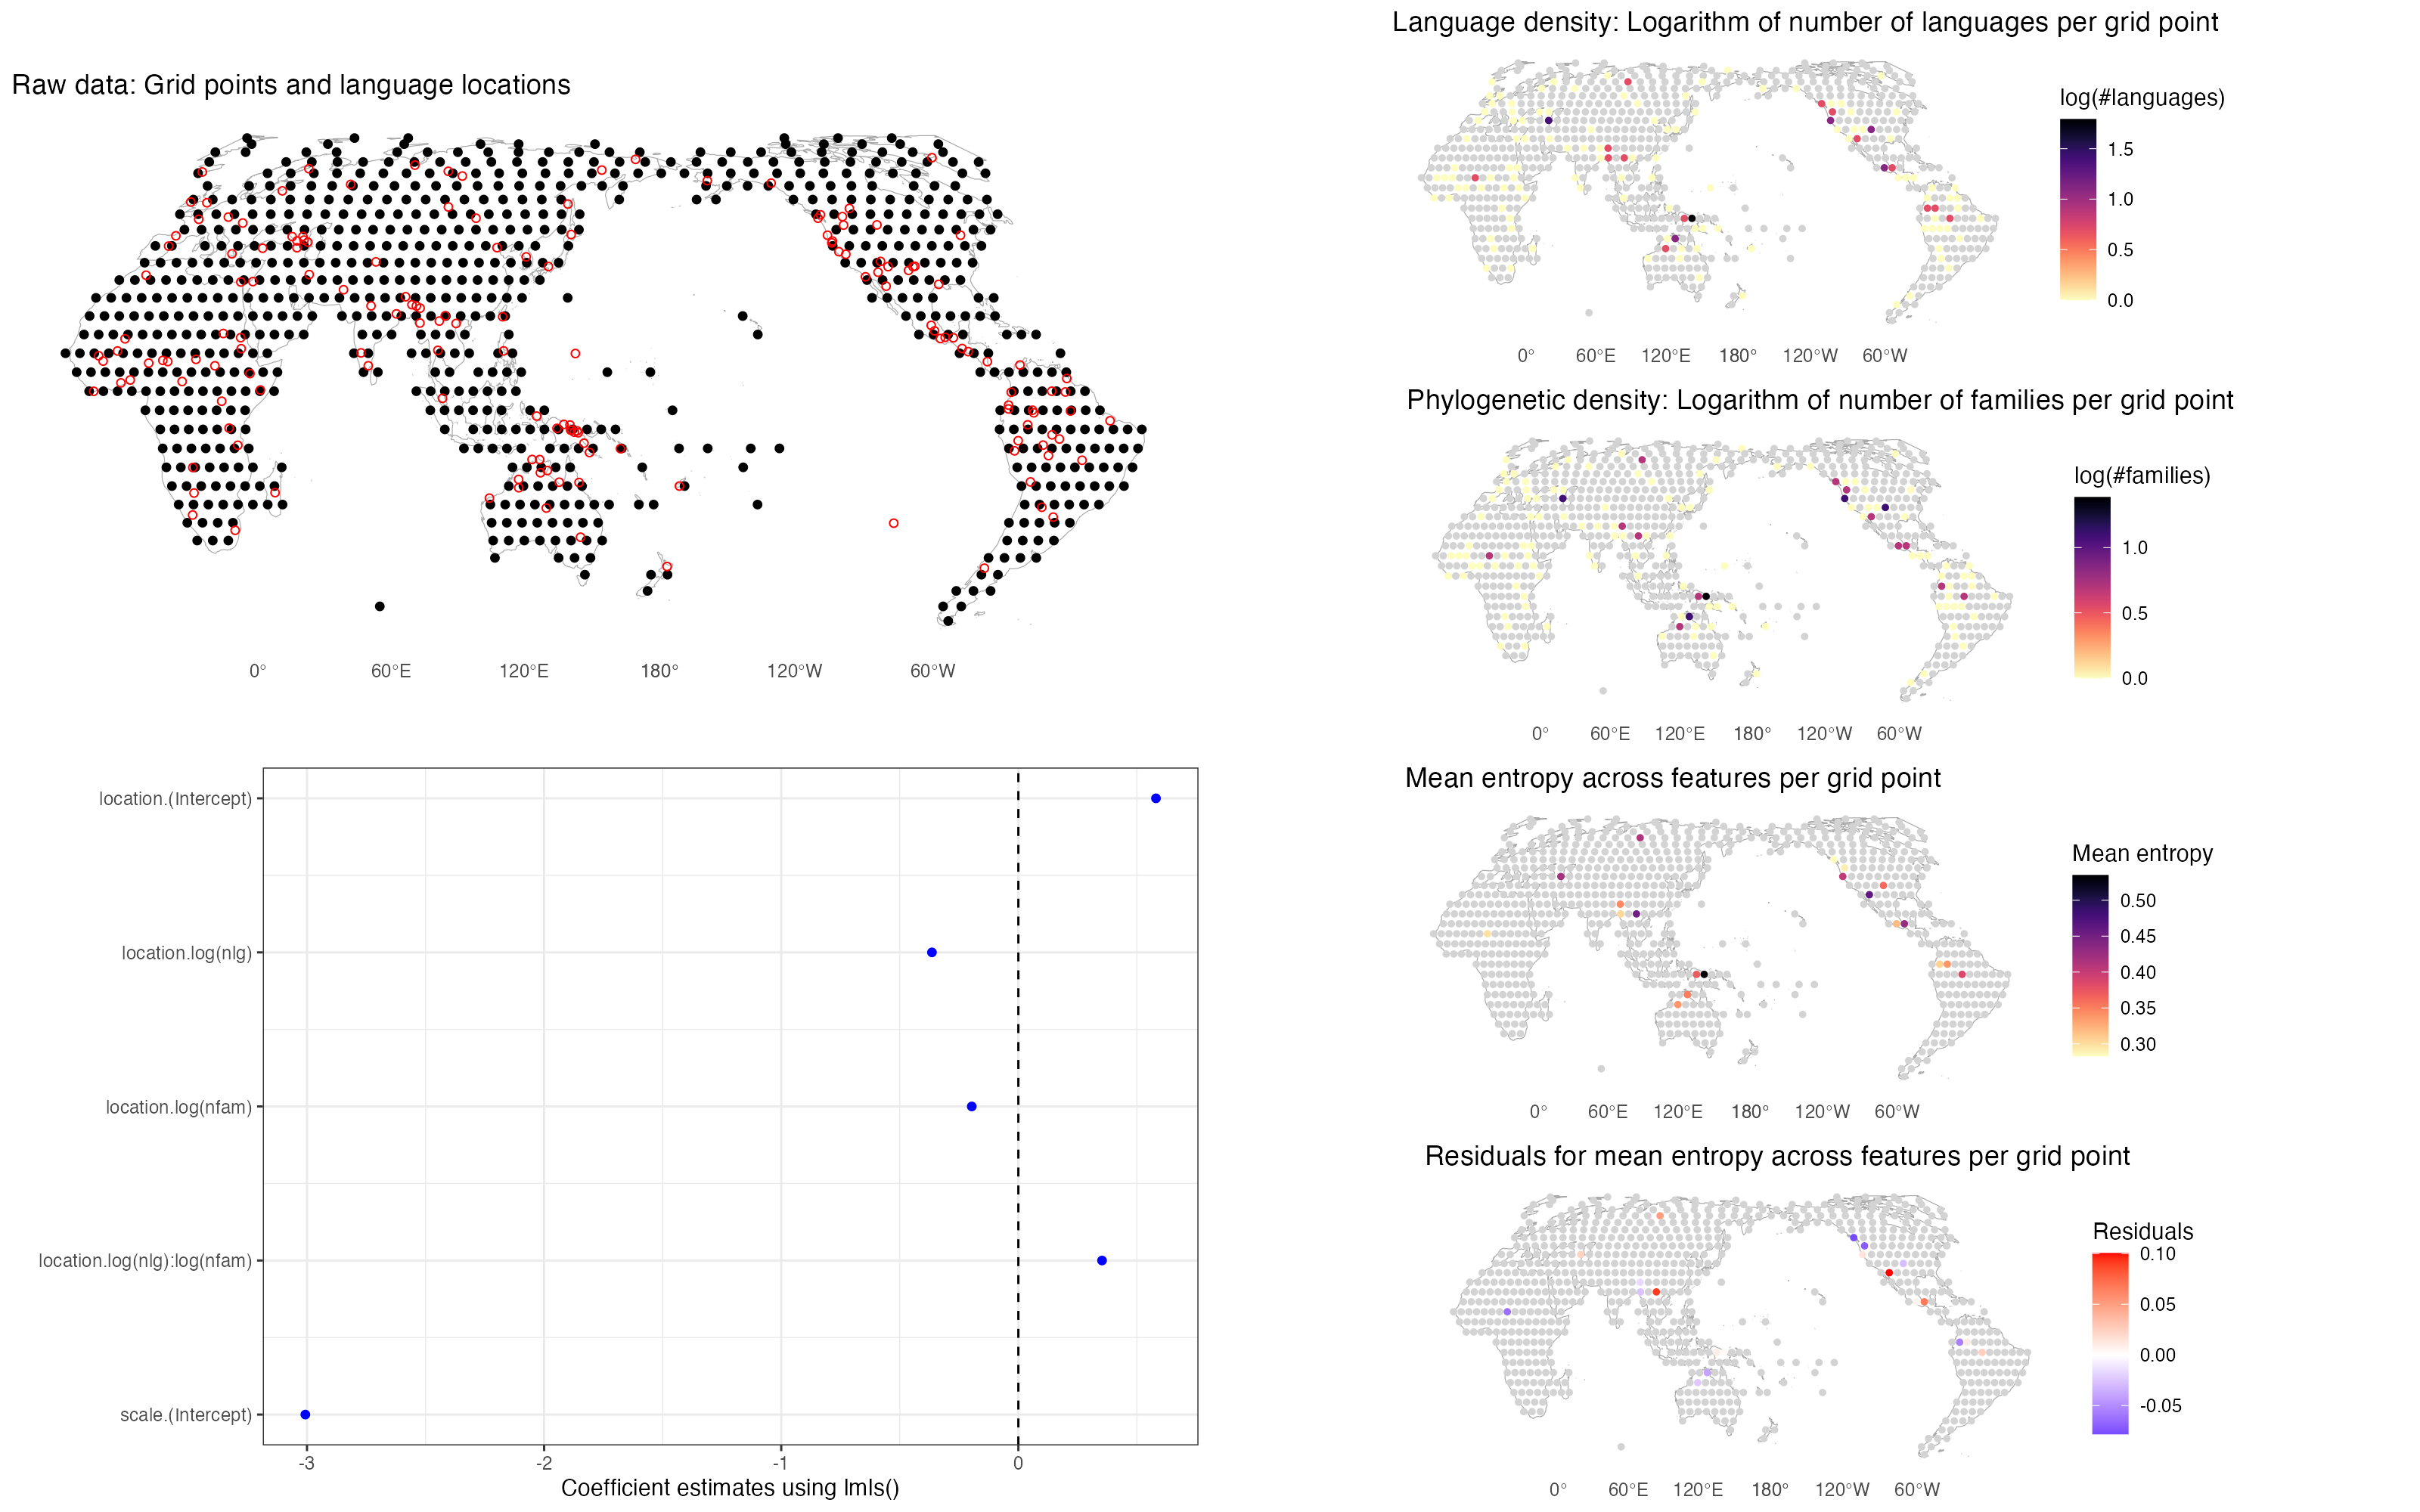 Raw data: Grid points and language locations
0° 60°E 120°E 180° 120°W 60°W
location.(Intercept)
location.log(nlg)
location.log(nfam)
location.log(nlg):log(nfam)
scale.(Intercept)
-3 -2 -1 0
Coefficient estimates using lmls()
Language density: Logarithm of number of languages per grid point
log(#languages)
1.5
1.0
0.5
0.0
0° 60°E 120°E 180° 120°W 60°W
Phylogenetic density: Logarithm of number of families per grid point
log(#families)
1.0
0.5
0.0
0° 60°E 120°E 180° 120°W 60°W
Mean entropy across features per grid point
Mean entropy
0.50
0.45
0.40
0.35
0.30
0° 60°E 120°E 180° 120°W 60°W
Residuals for mean entropy across features per grid point
Residuals
0.10
0.05
0.00
-0.05
0° 60°E 120°E 180° 120°W 60°W